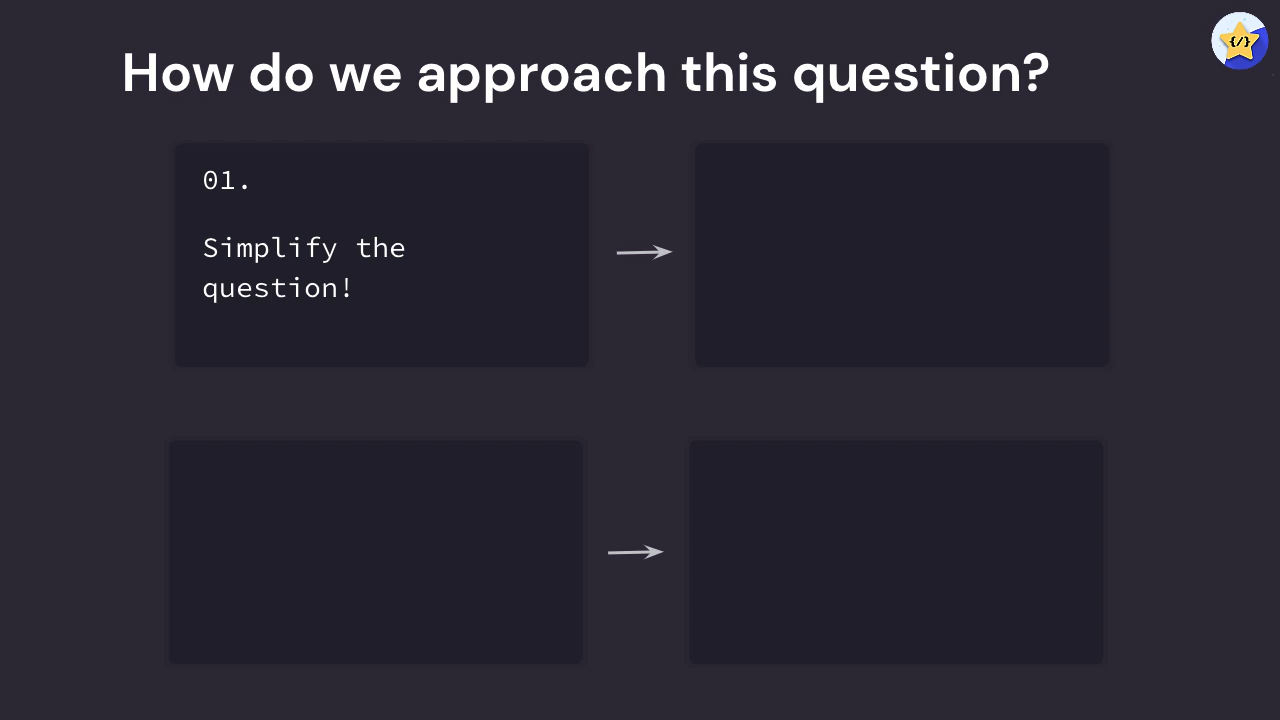 How do we approach this question?
{/}
01.
Simplify the
question!